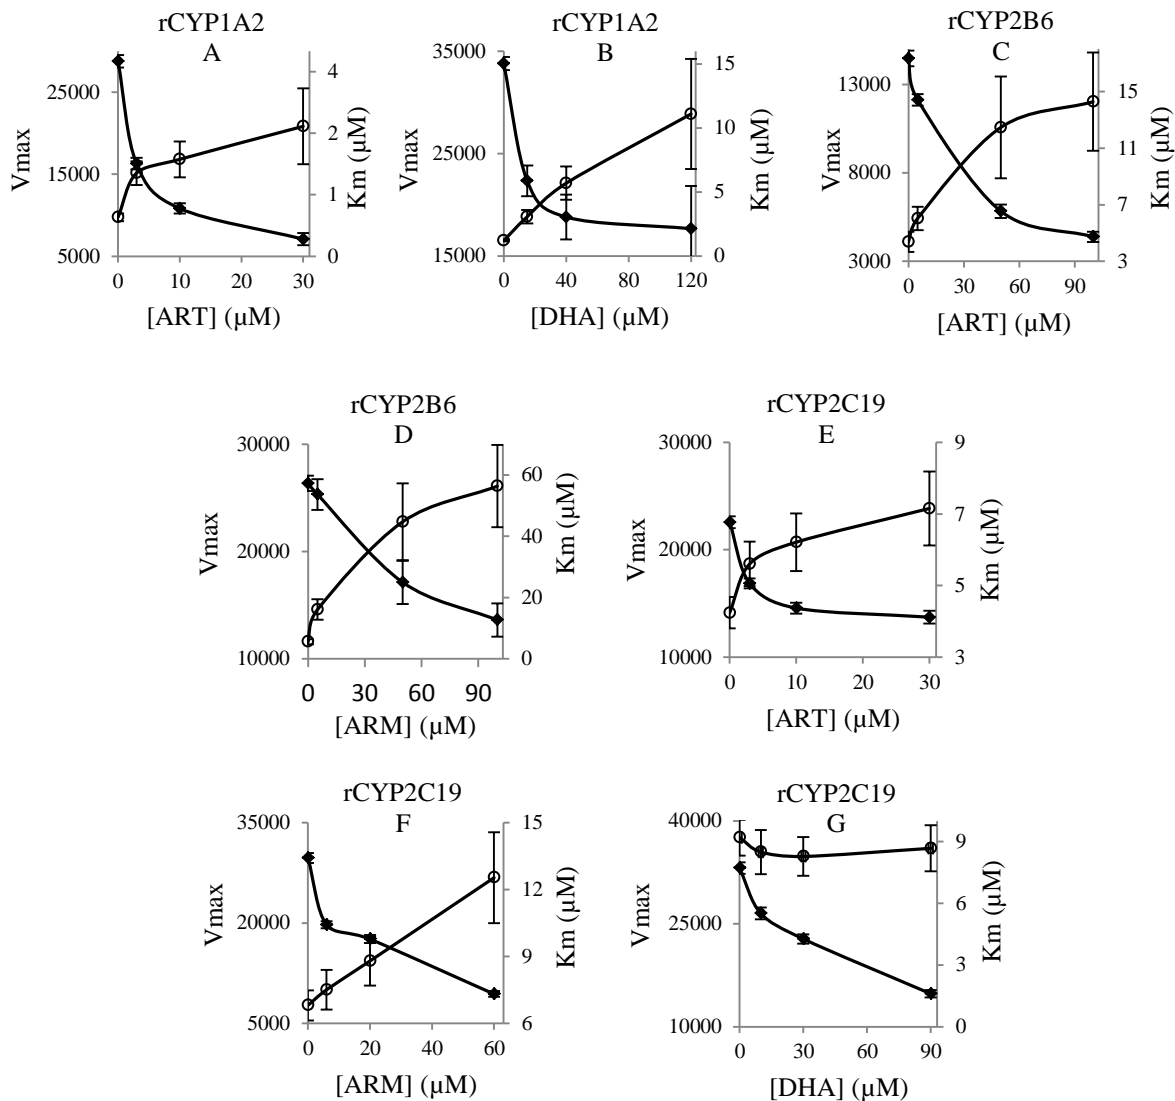 rCYP1A2
A
Vmax
25000
15000
5000
4
2
1
0
Km (µM)
0 10 20 30
[ART] (µM)
rCYP1A2
B
Vmax
35000
25000
15000
15
10
5
0
Km (µM)
0 20 40 60 80 100 120
[DHA] (µM)
rCYP2B6
C
Vmax
13000
8000
3000
15
11
7
3
Km (µM)
0 30 60 90
[ART] (µM)
rCYP2B6
D
Vmax
30000
20000
10000
60
40
20
0
Km (µM)
0 30 60 90
[ARM] (µM)
rCYP2C19
E
Vmax
30000
20000
10000
9
7
5
3
Km (µM)
0 10 20 30
[ART] (µM)
rCYP2C19
F
Vmax
35000
20000
5000
15
12
9
6
Km (µM)
0 20 40 60
[ARM] (µM)
rCYP2C19
G
Vmax
40000
25000
10000
9
6
3
0
Km (µM)
0 30 60 90
[DHA] (µM)